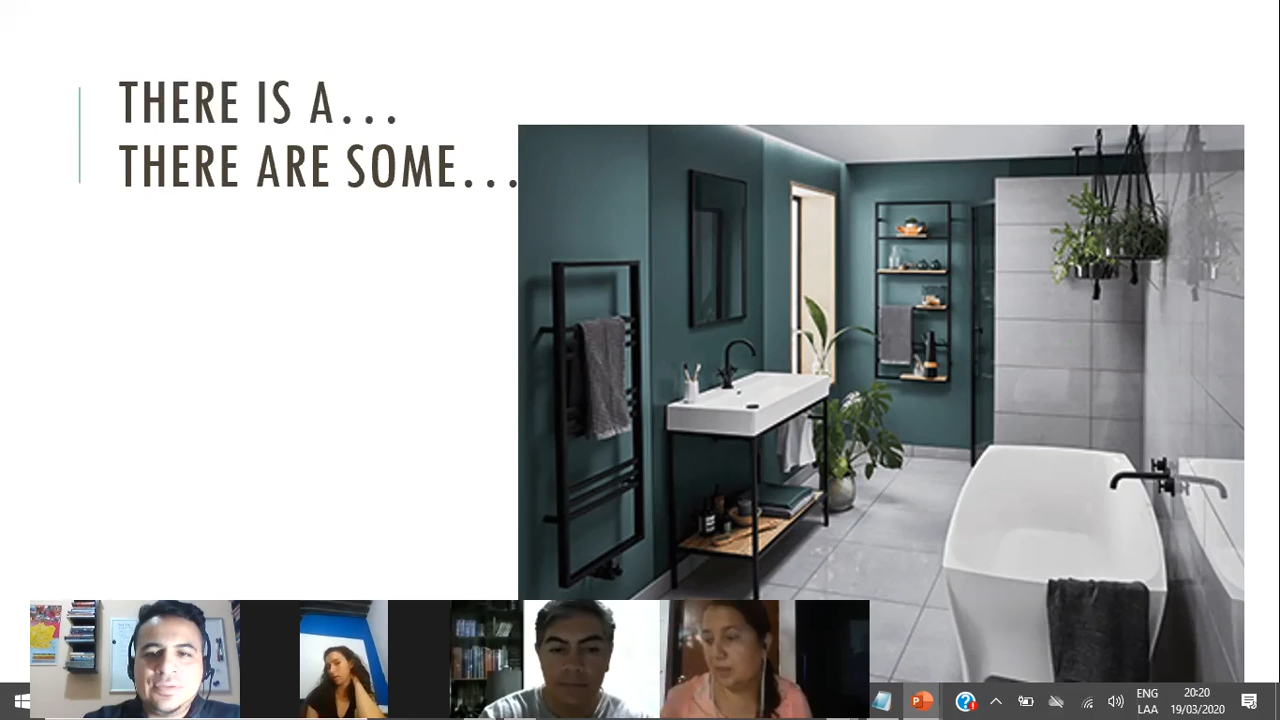 THERE IS A...
THERE ARE SOME...
ENG
LAA
20:20
19/03/2020